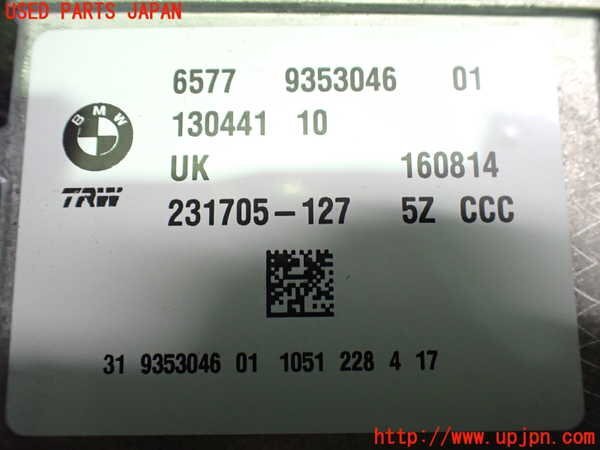 USED PARTS JAPAN
6577 9353046 01
BMW
130441 10
UK 160814
TRW
231705-127 5Z CCC
31 9353046 01 1051 228 4 17
http://www.upjpn.com/